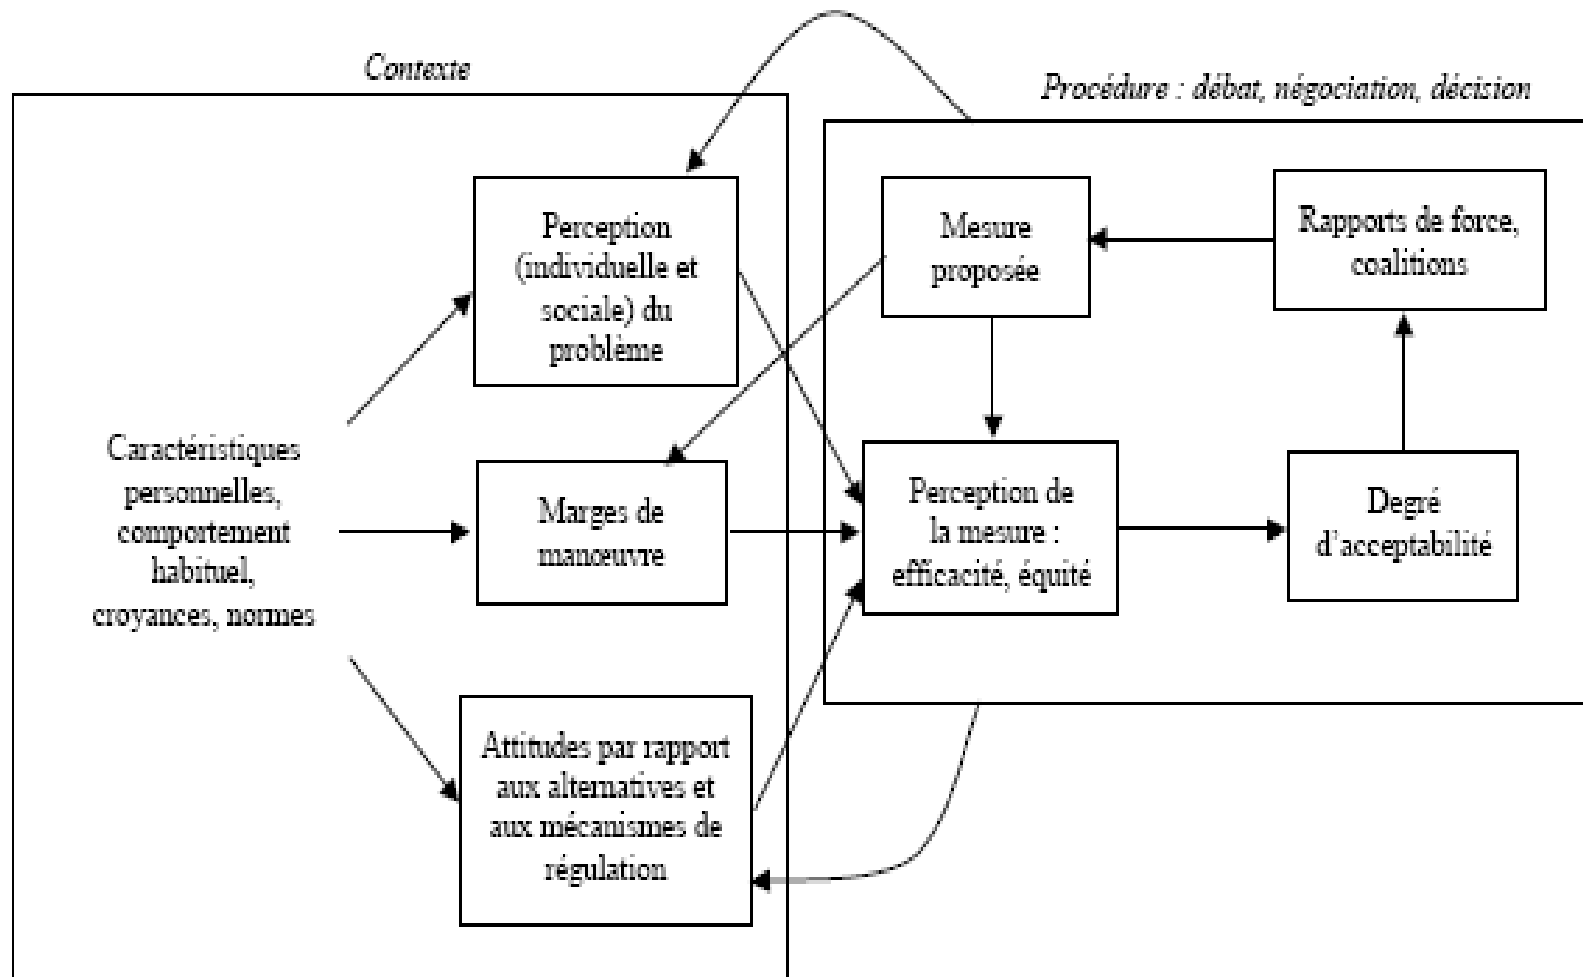 Contexte
Procédure : débat, négociation, décision
Perception
(individuelle et
sociale) du
problème
Mesure
proposée
Rapports de force,
coalitions
Caractéristiques
personnelles,
comportement
habituel,
croyances, normes
Marges de
manœuvre
Perception de
la mesure :
efficacité, équité
Degré
d'acceptabilité
Attitudes par rapport
aux alternatives et
aux mécanismes de
régulation